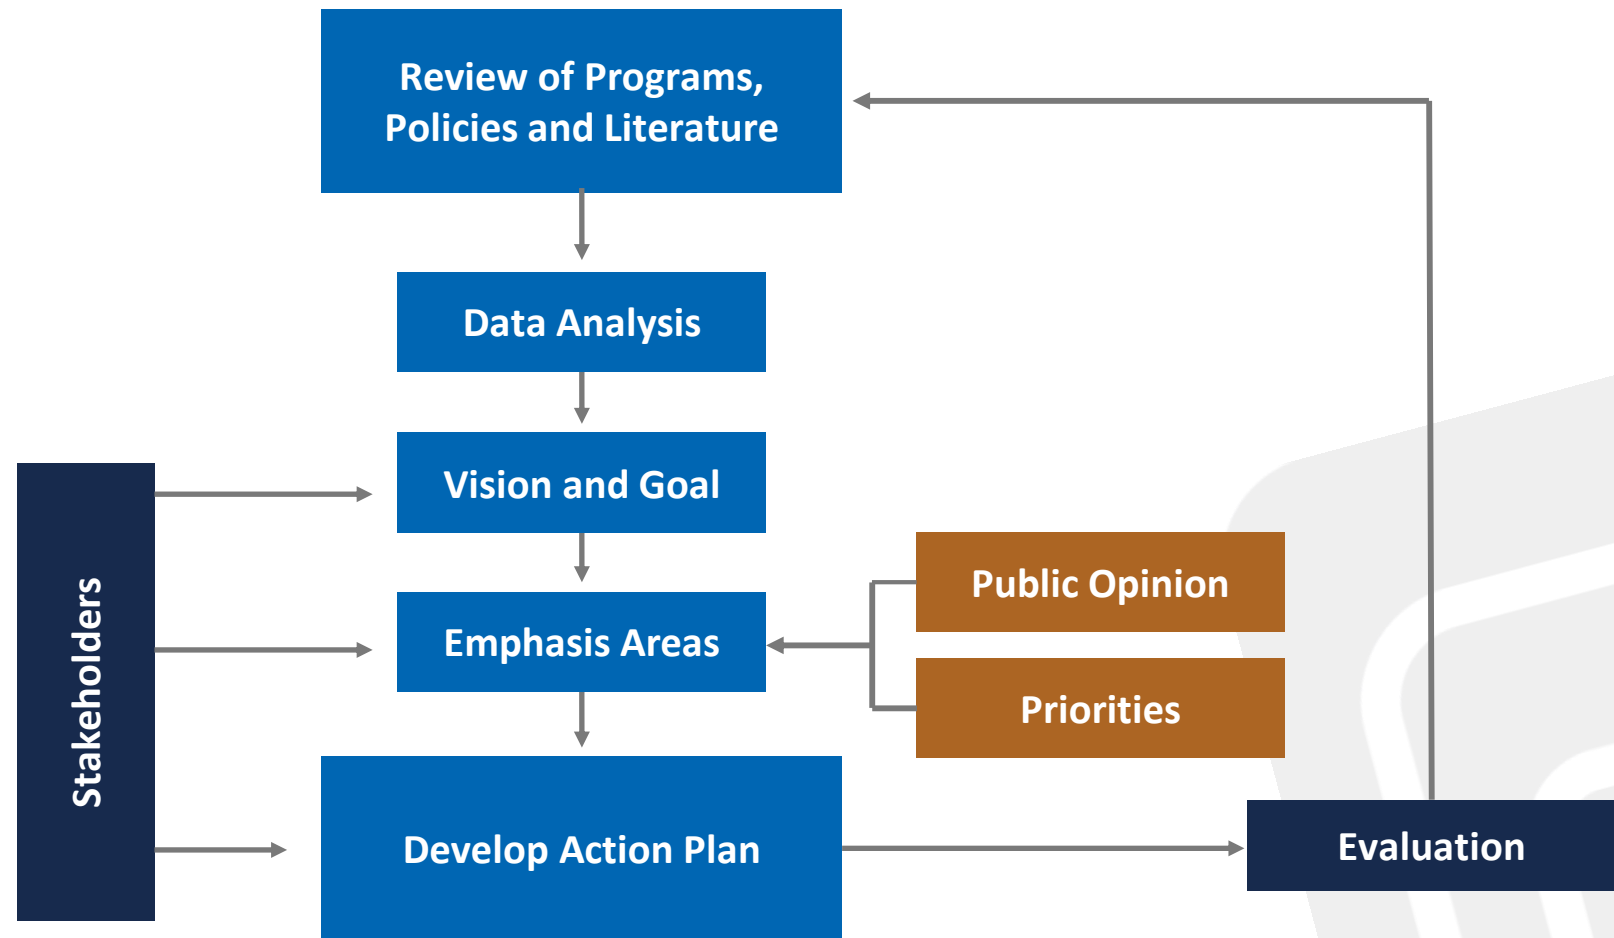 Review of Programs,
Policies and Literature
Data Analysis
Vision and Goal
Stakeholders
Emphasis Areas
Public Opinion
Priorities
Develop Action Plan
Evaluation